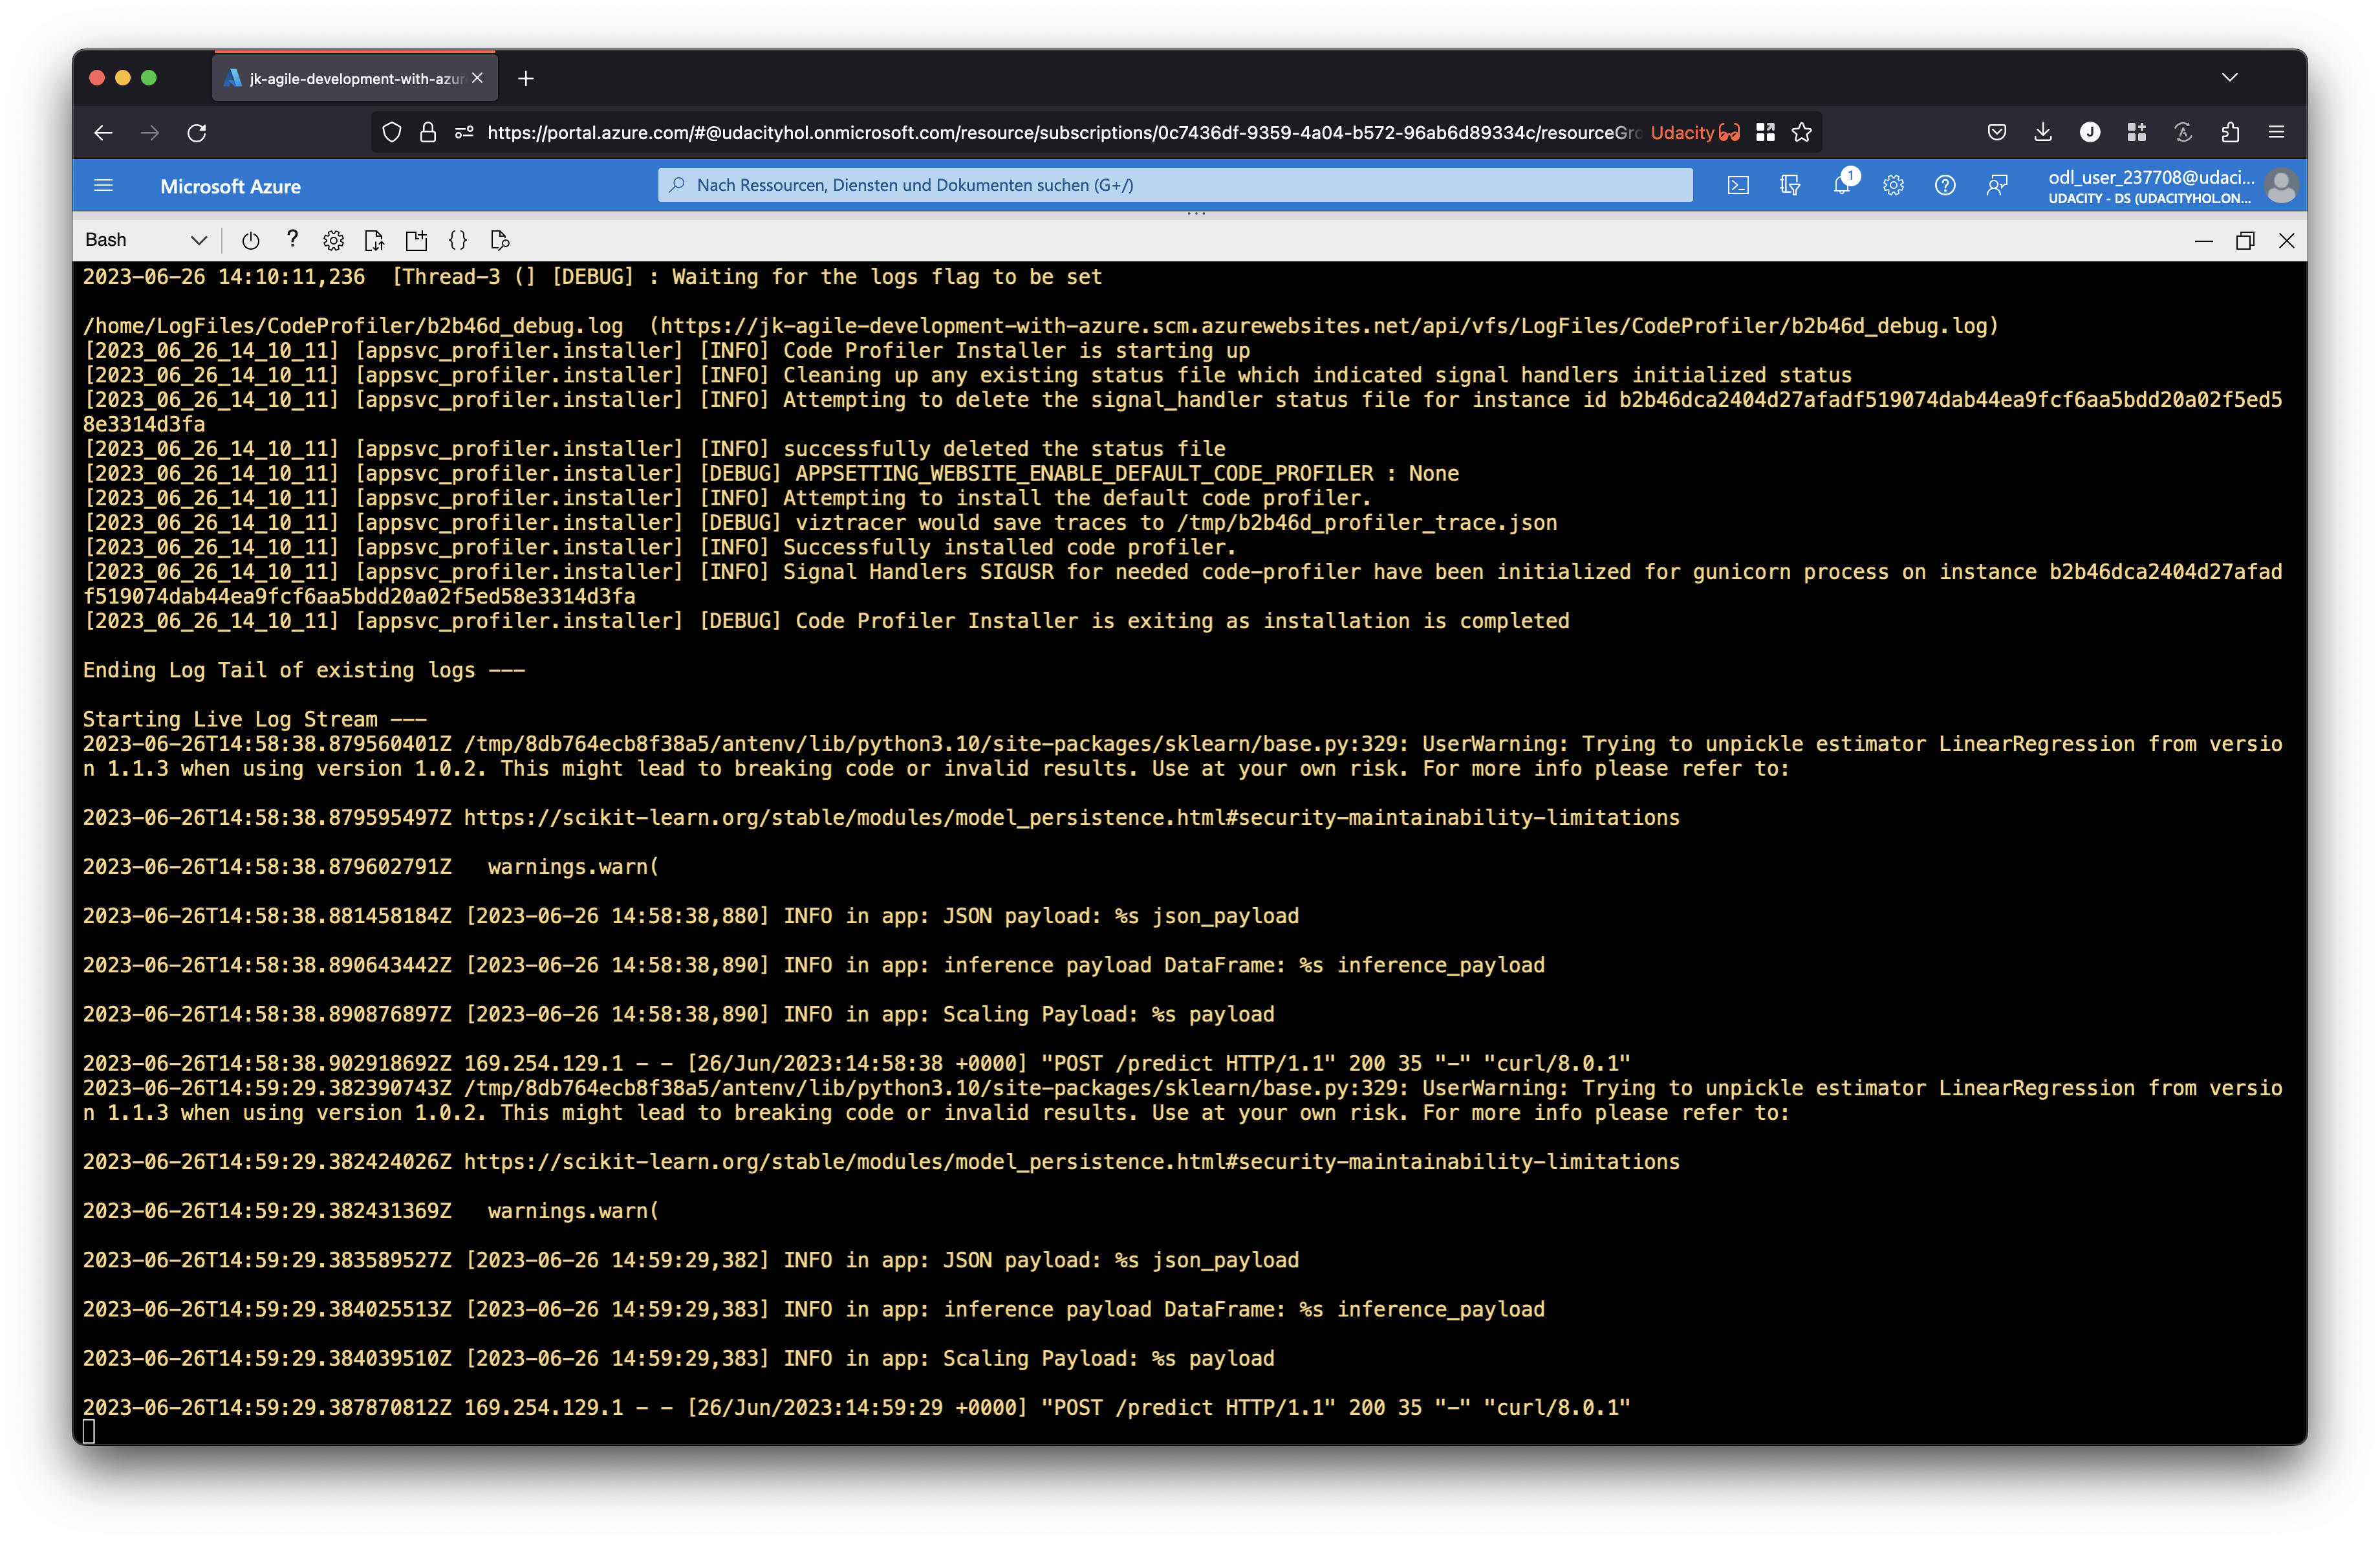 jk-agile-development-with-azur
https://portal.azure.com/#@udacityhol.onmicrosoft.com/resource/subscriptions/0c7436df-9359-4a04-b572-96ab6d89334c/resourceGro Udacity
J
Microsoft Azure
Nach Ressourcen, Diensten und Dokumenten suchen (G+/)
1
odl_user_237708@udaci...
UDACITY - DS (UDACITYHOL.ON...
Bash
2023-06-26 14:10:11,236  [Thread-3 (] [DEBUG] : Waiting for the logs flag to be set
/home/LogFiles/CodeProfiler/b2b46d_debug.log  (https://jk-agile-development-with-azure.scm.azurewebsites.net/api/vfs/LogFiles/CodeProfiler/b2b46d_debug.log)
[2023_06_26_14_10_11] [appsvc_profiler.installer] [INFO] Code Profiler Installer is starting up
[2023_06_26_14_10_11] [appsvc_profiler.installer] [INFO] Cleaning up any existing status file which indicated signal handlers initialized status
[2023_06_26_14_10_11] [appsvc_profiler.installer] [INFO] Attempting to delete the signal_handler status file for instance id b2b46dca2404d27afadf519074dab44ea9fcf6aa5bdd20a02f5ed5
8e3314d3fa
[2023_06_26_14_10_11] [appsvc_profiler.installer] [INFO] successfully deleted the status file
[2023_06_26_14_10_11] [appsvc_profiler.installer] [DEBUG] APPSETTING_WEBSITE_ENABLE_DEFAULT_CODE_PROFILER : None
[2023_06_26_14_10_11] [appsvc_profiler.installer] [INFO] Attempting to install the default code profiler.
[2023_06_26_14_10_11] [appsvc_profiler.installer] [DEBUG] viztracer would save traces to /tmp/b2b46d_profiler_trace.json
[2023_06_26_14_10_11] [appsvc_profiler.installer] [INFO] Successfully installed code profiler.
[2023_06_26_14_10_11] [appsvc_profiler.installer] [INFO] Signal Handlers SIGUSR for needed code-profiler have been initialized for gunicorn process on instance b2b46dca2404d27afad
f519074dab44ea9fcf6aa5bdd20a02f5ed58e3314d3fa
[2023_06_26_14_10_11] [appsvc_profiler.installer] [DEBUG] Code Profiler Installer is exiting as installation is completed
Ending Log Tail of existing logs ---
Starting Live Log Stream ---
2023-06-26T14:58:38.879560401Z /tmp/8db764ecb8f38a5/antenv/lib/python3.10/site-packages/sklearn/base.py:329: UserWarning: Trying to unpickle estimator LinearRegression from versio
n 1.1.3 when using version 1.0.2. This might lead to breaking code or invalid results. Use at your own risk. For more info please refer to:
2023-06-26T14:58:38.879595497Z https://scikit-learn.org/stable/modules/model_persistence.html#security-maintainability-limitations
2023-06-26T14:58:38.879602791Z   warnings.warn(
2023-06-26T14:58:38.881458184Z [2023-06-26 14:58:38,880] INFO in app: JSON payload: %s json_payload
2023-06-26T14:58:38.890643442Z [2023-06-26 14:58:38,890] INFO in app: inference payload DataFrame: %s inference_payload
2023-06-26T14:58:38.890876897Z [2023-06-26 14:58:38,890] INFO in app: Scaling Payload: %s payload
2023-06-26T14:58:38.902918692Z 169.254.129.1 - - [26/Jun/2023:14:58:38 +0000] "POST /predict HTTP/1.1" 200 35 "-" "curl/8.0.1"
2023-06-26T14:59:29.382390743Z /tmp/8db764ecb8f38a5/antenv/lib/python3.10/site-packages/sklearn/base.py:329: UserWarning: Trying to unpickle estimator LinearRegression from versio
n 1.1.3 when using version 1.0.2. This might lead to breaking code or invalid results. Use at your own risk. For more info please refer to:
2023-06-26T14:59:29.382424026Z https://scikit-learn.org/stable/modules/model_persistence.html#security-maintainability-limitations
2023-06-26T14:59:29.382431369Z   warnings.warn(
2023-06-26T14:59:29.383589527Z [2023-06-26 14:59:29,382] INFO in app: JSON payload: %s json_payload
2023-06-26T14:59:29.384025513Z [2023-06-26 14:59:29,383] INFO in app: inference payload DataFrame: %s inference_payload
2023-06-26T14:59:29.384039510Z [2023-06-26 14:59:29,383] INFO in app: Scaling Payload: %s payload
2023-06-26T14:59:29.387870812Z 169.254.129.1 - - [26/Jun/2023:14:59:29 +0000] "POST /predict HTTP/1.1" 200 35 "-" "curl/8.0.1"